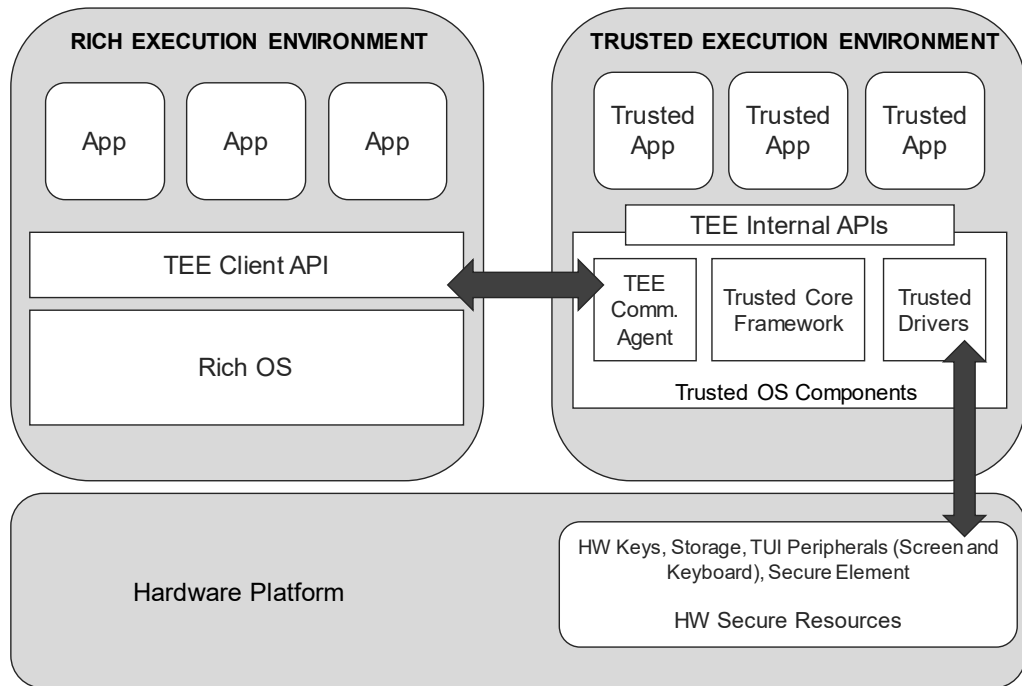 RICH EXECUTION ENVIRONMENT
App
App
App
TEE Client API
Rich OS
TRUSTED EXECUTION ENVIRONMENT
Trusted
App
Trusted
App
Trusted
App
TEE Internal APIs
TEE
Comm.
Agent
Trusted Core
Framework
Trusted
Drivers
Trusted OS Components
Hardware Platform
HW Keys, Storage, TUI Peripherals (Screen and
Keyboard), Secure Element
HW Secure Resources